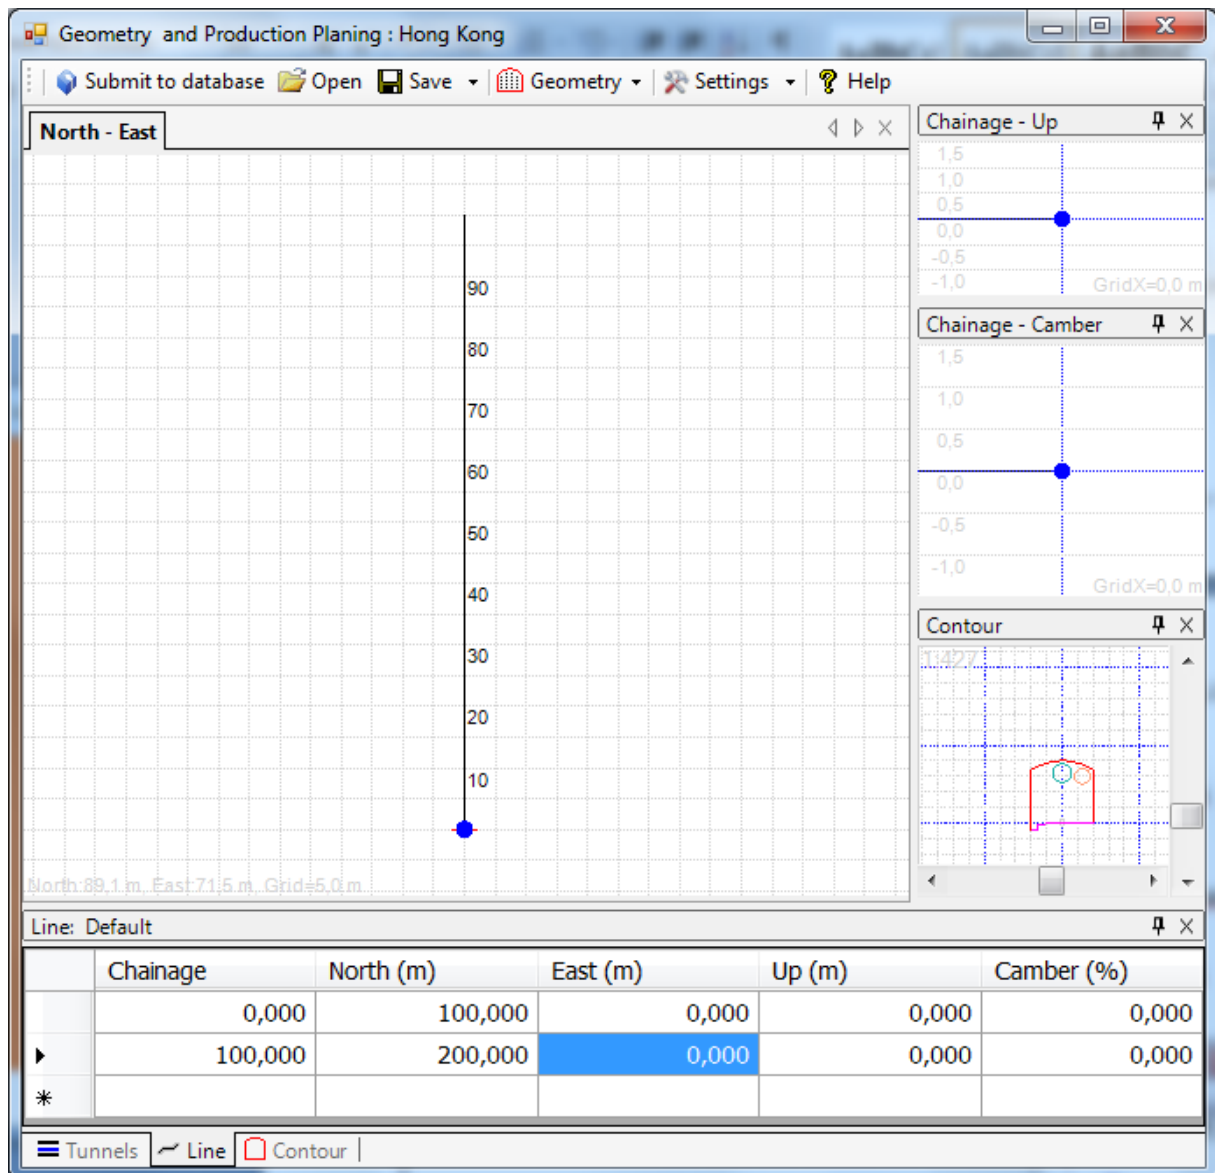 Geometry and Production Planing : Hong Kong
Submit to database Open Save Geometry Settings Help
North - East
90
80
70
60
50
40
30
20
10
North:89,1 m, East:71,5 m, Grid=5,0 m
Chainage - Up
1,5
1,0
0,5
0,0
-0,5
-1,0
GridX=0,0 m
Chainage - Camber
1,5
1,0
0,5
0,0
-0,5
-1,0
GridX=0,0 m
Contour
1:427
Line: Default
Chainage North (m) East (m) Up (m) Camber (%)
0,000 100,000 0,000 0,000 0,000
100,000 200,000 0,000 0,000 0,000
Tunnels Line Contour